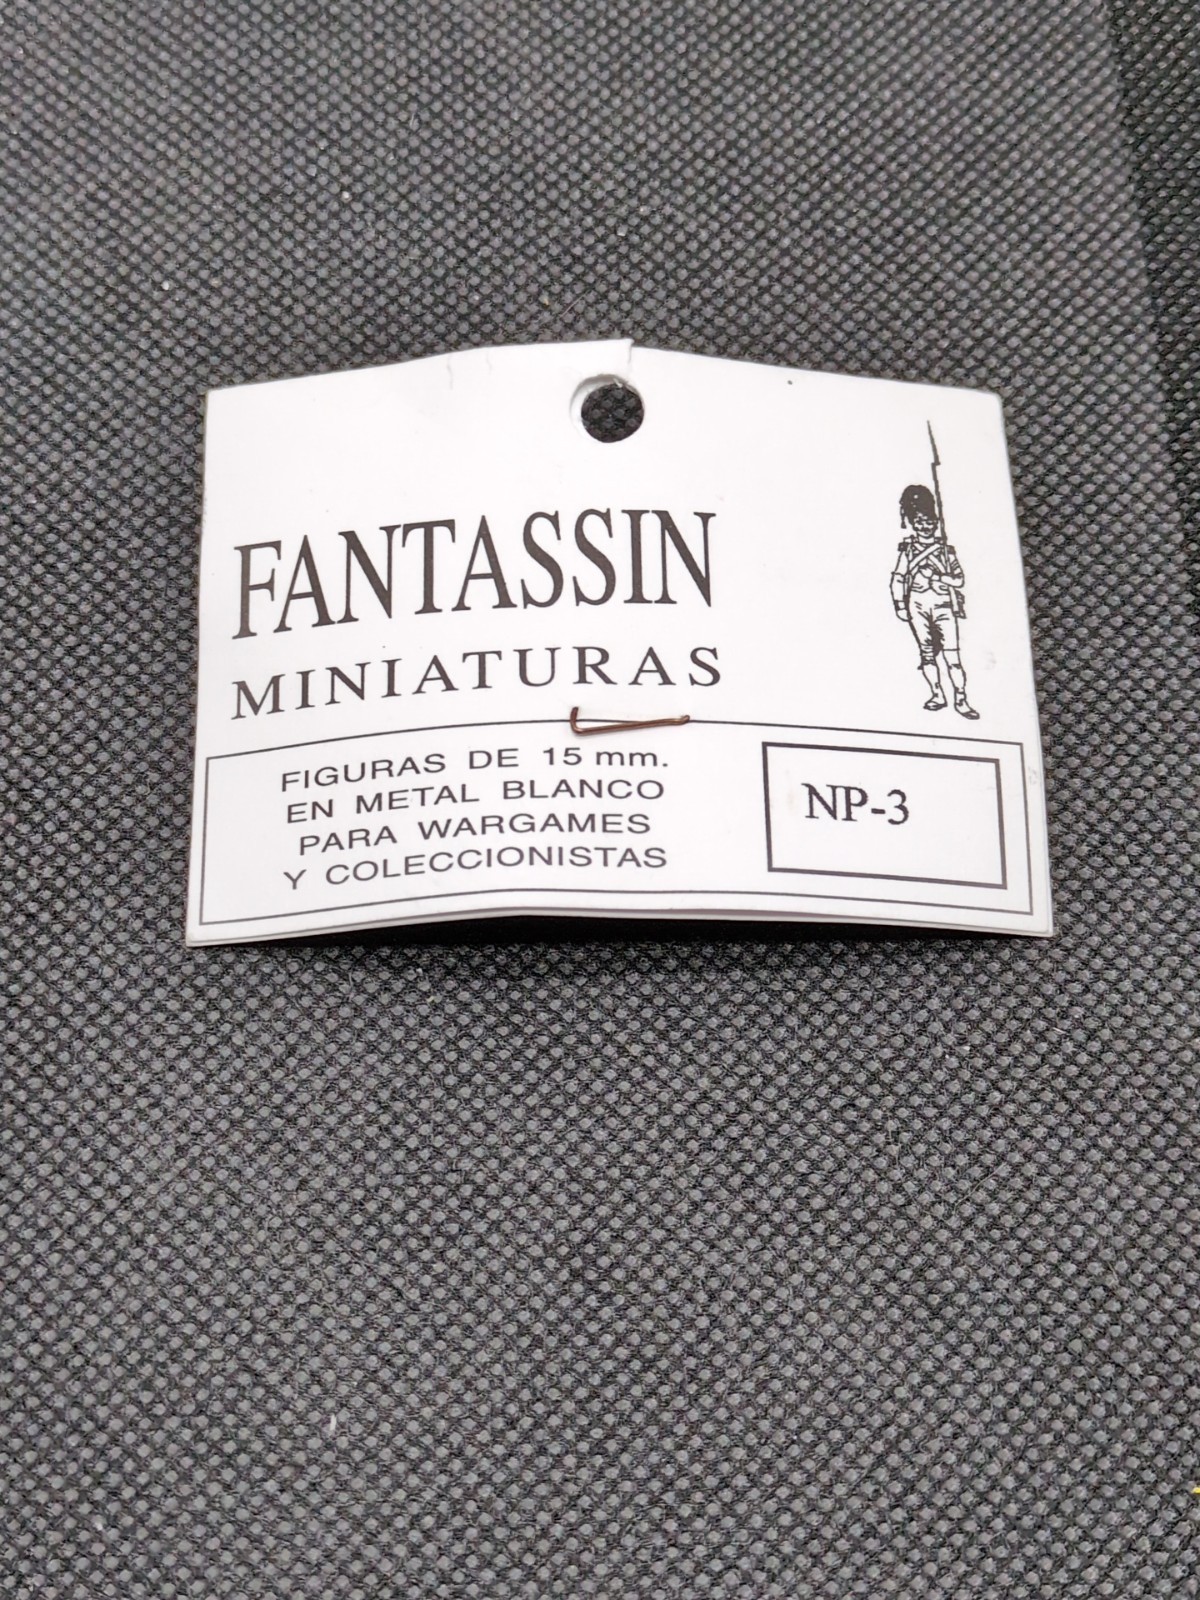 FANTASSIN
MINIATURAS
FIGURAS DE 15 mm.
EN METAL BLANCO
PARA WARGAMES
Y COLECCIONISTAS
NP-3